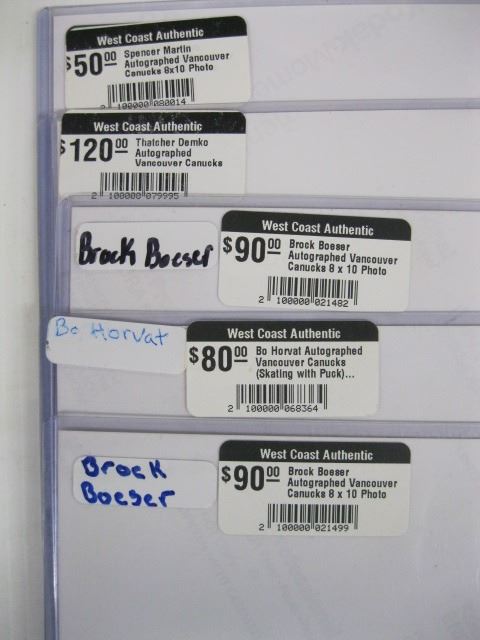 West Coast Authentic
$50.00 Spencer Martin
Autographed Vancouver
Canucks 8x10 Photo
2 100000 080014
West Coast Authentic
$120.00 Thatcher Demko
Autographed
Vancouver Canucks
2 100000 079995
Brock Boeser
West Coast Authentic
$90.00 Brock Boeser
Autographed Vancouver
Canucks 8 x 10 Photo
2 100000 021482
Bo Horvat
West Coast Authentic
$80.00 Bo Horvat Autographed
Vancouver Canucks
(Skating with Puck)...
2 100000 068364
Brock
Boeser
West Coast Authentic
$90.00 Brock Boeser
Autographed Vancouver
Canucks 8 x 10 Photo
2 100000 021499